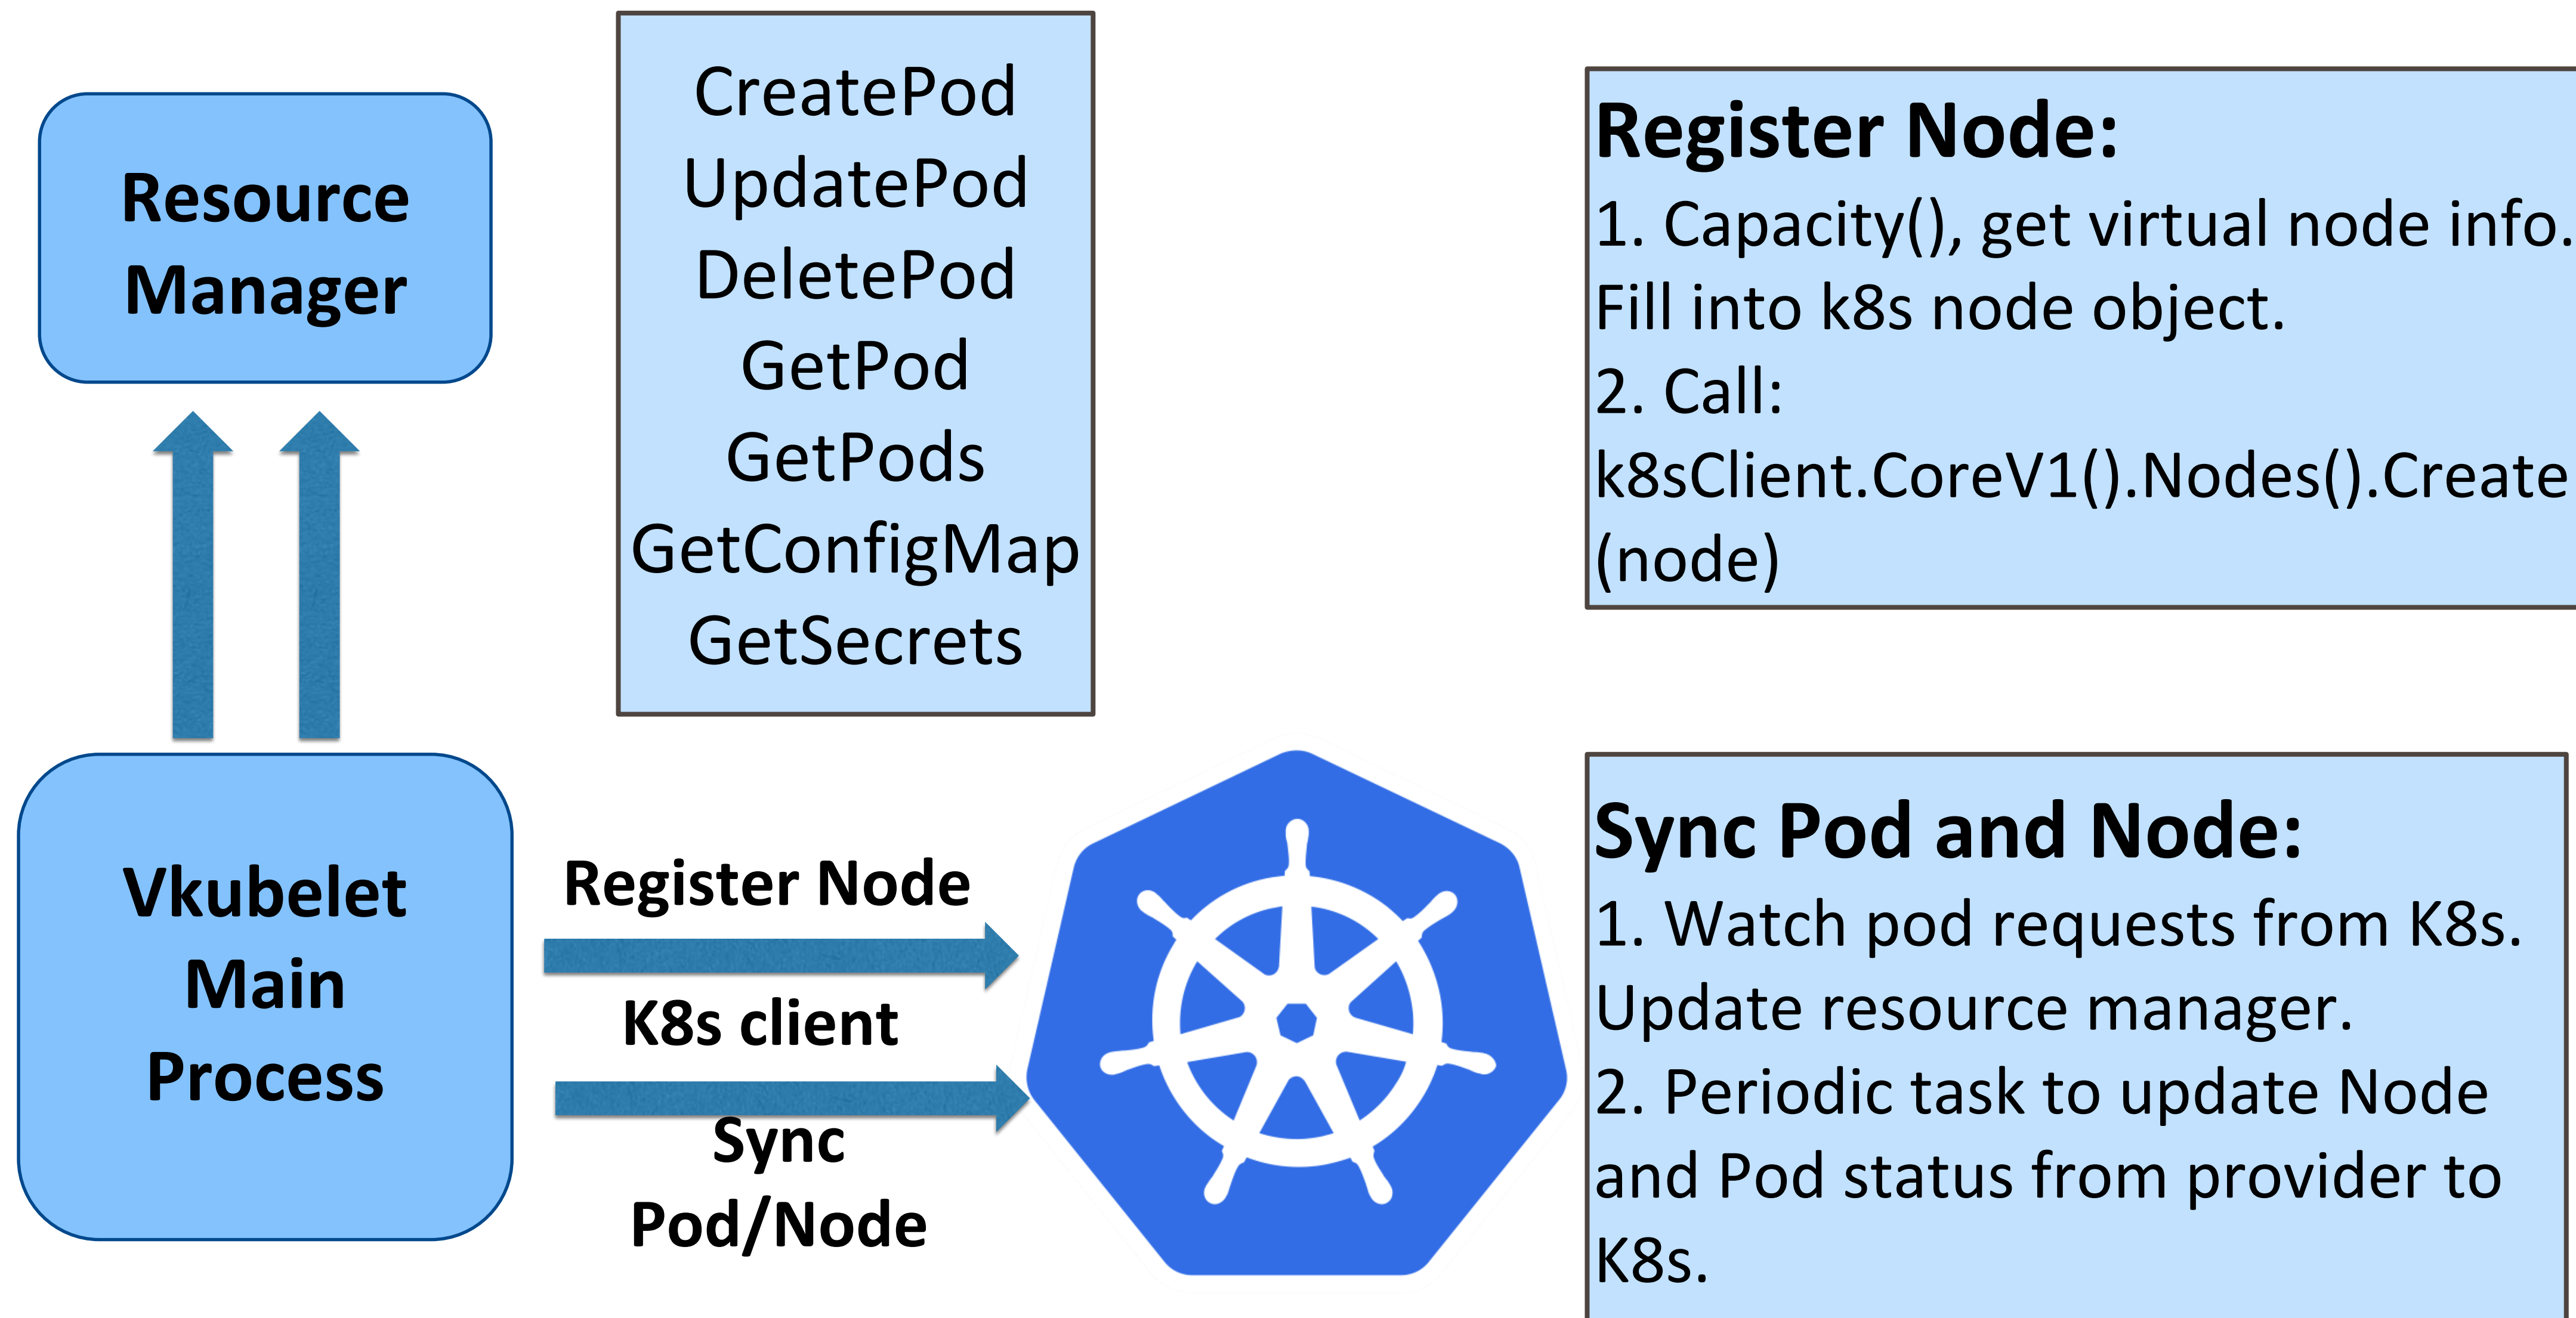 Resource
Manager
CreatePod
UpdatePod
DeletePod
GetPod
GetPods
GetConfigMap
GetSecrets
Register Node:
1. Capacity(), get virtual node info.
Fill into k8s node object.
2. Call:
k8sClient.CoreV1().Nodes().Create
(node)
Vkubelet
Main
Process
Register Node
K8s client
Sync
Pod/Node
Sync Pod and Node:
1. Watch pod requests from K8s.
Update resource manager.
2. Periodic task to update Node
and Pod status from provider to
K8s.